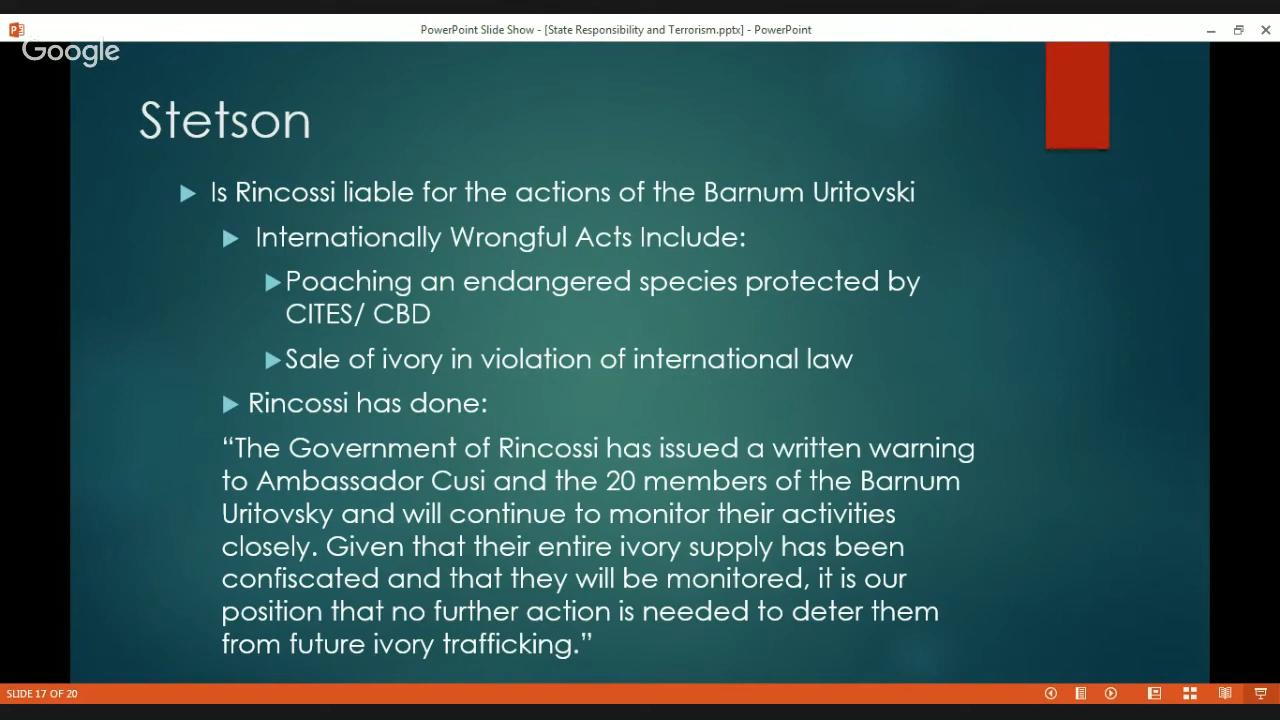 PowerPoint Slide Show - [State Responsibility and Terrorism.pptx] - PowerPoint
Google
Stetson
Is Rincossi liable for the actions of the Barnum Uritovski
Internationally Wrongful Acts Include:
Poaching an endangered species protected by
CITES/ CBD
Sale of ivory in violation of international law
Rincossi has done:
“The Government of Rincossi has issued a written warning
to Ambassador Cusi and the 20 members of the Barnum
Uritovsky and will continue to monitor their activities
closely. Given that their entire ivory supply has been
confiscated and that they will be monitored, it is our
position that no further action is needed to deter them
from future ivory trafficking.”
SLIDE 17 OF 20